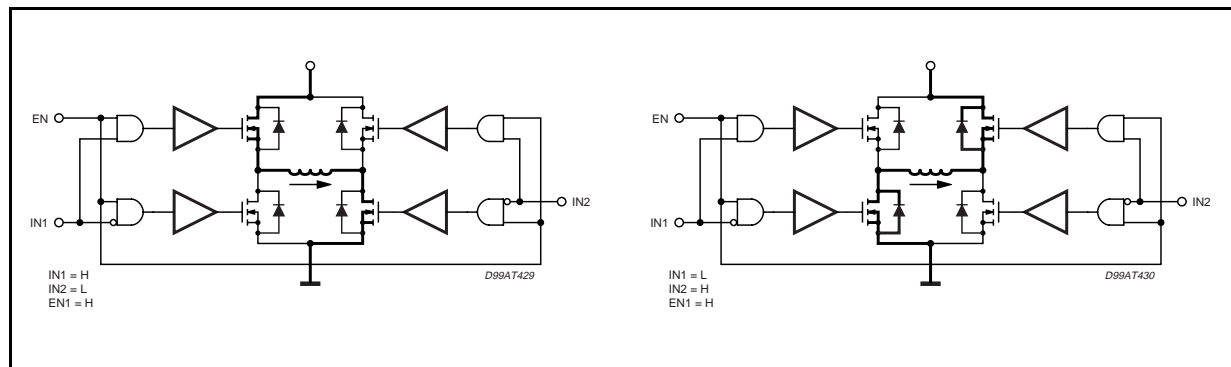 EN
IN1
IN2
IN1 = H
IN2 = L
EN1 = H
D99AT429
EN
IN1
IN2
IN1 = L
IN2 = H
EN1 = H
D99AT430